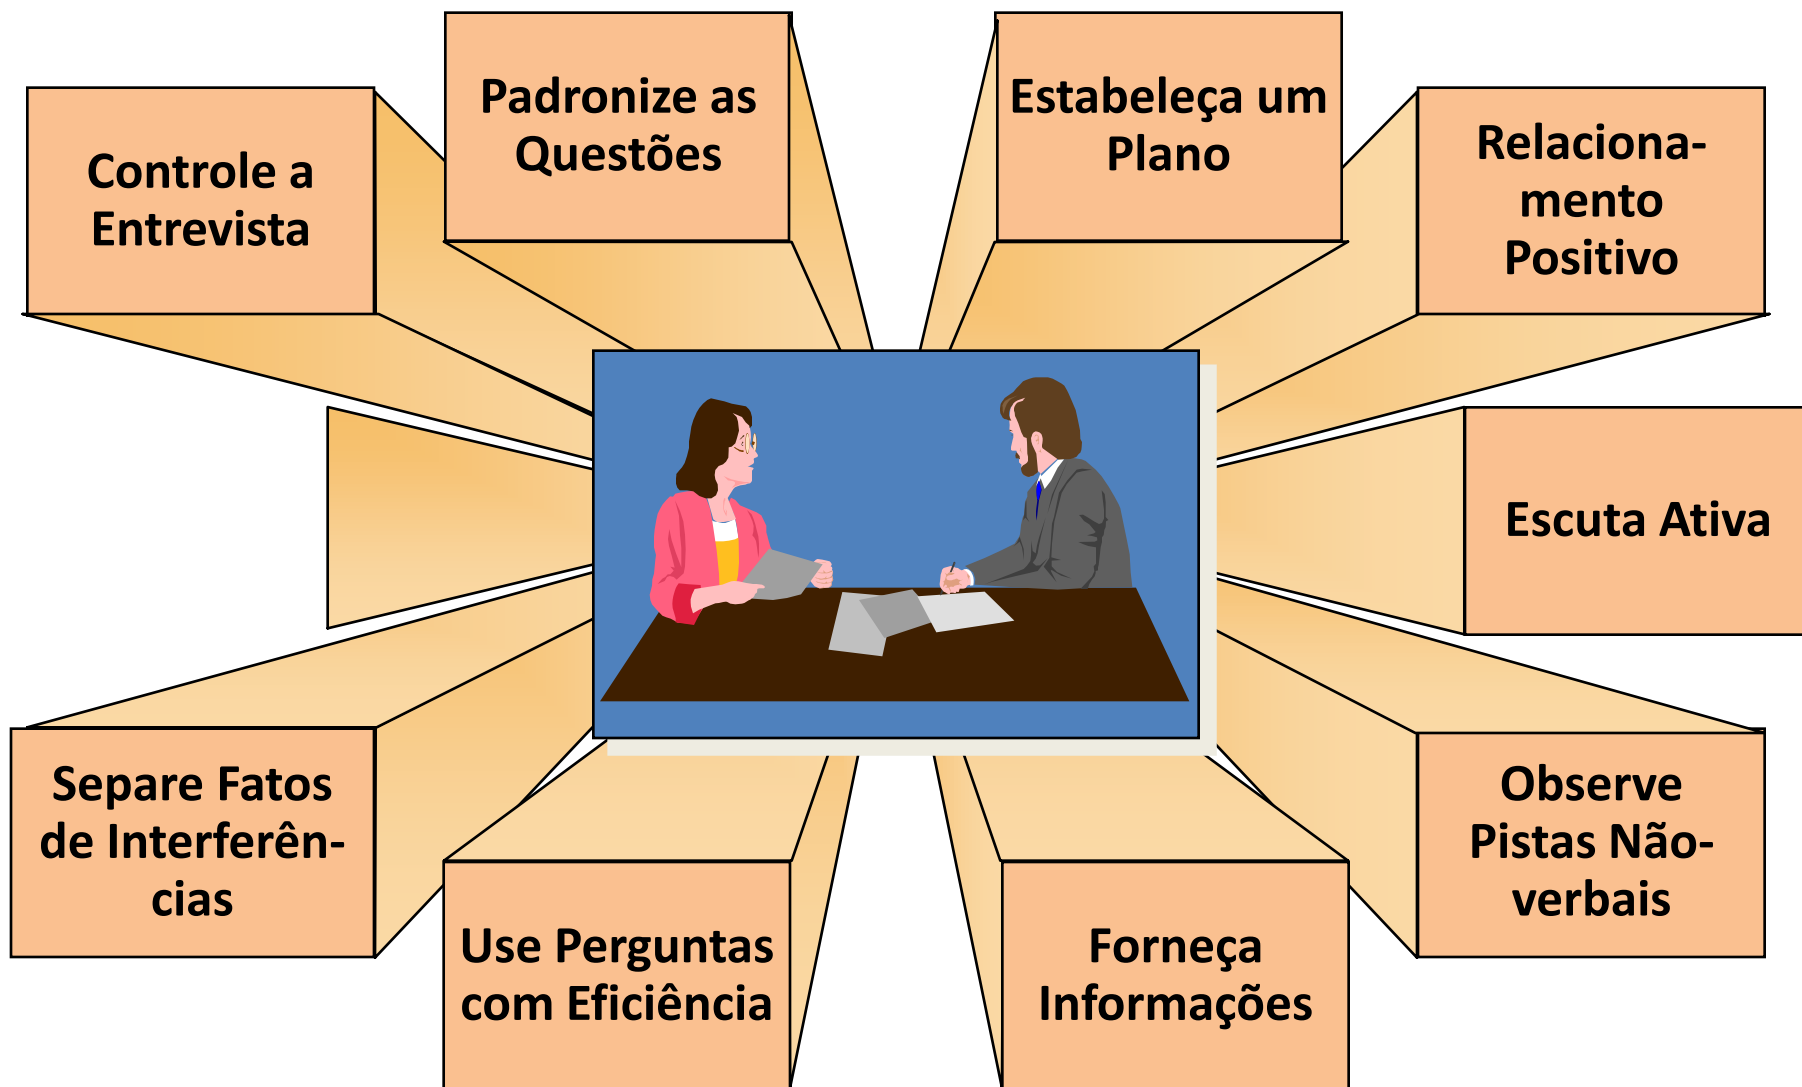 Padronize as
Questões
Estabeleça um
Plano
Controle a
Entrevista
Relaciona-
mento
Positivo
Escuta Ativa
Separe Fatos
de Interferên-
cias
Observe
Pistas Não-
verbais
Use Perguntas
com Eficiência
Forneça
Informações